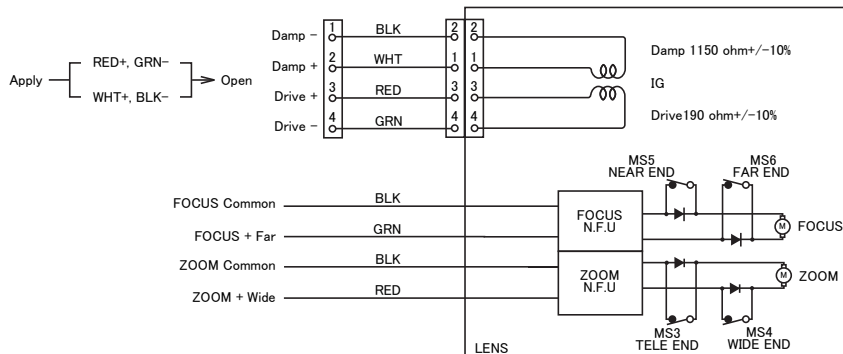 Apply
RED+, GRN−
WHT+, BLK−
Open
Damp − 1 BLK 2 2
Damp + 2 WHT 1 1
Drive + 3 RED 3 3
Drive − 4 GRN 4 4
Damp 1150 ohm+/-10%
IG
Drive190 ohm+/-10%
MS5
NEAR END
MS6
FAR END
FOCUS Common BLK
FOCUS + Far GRN
FOCUS
N.F.U
M FOCUS
ZOOM Common BLK
ZOOM + Wide RED
ZOOM
N.F.U
M ZOOM
MS3
TELE END
MS4
WIDE END
LENS